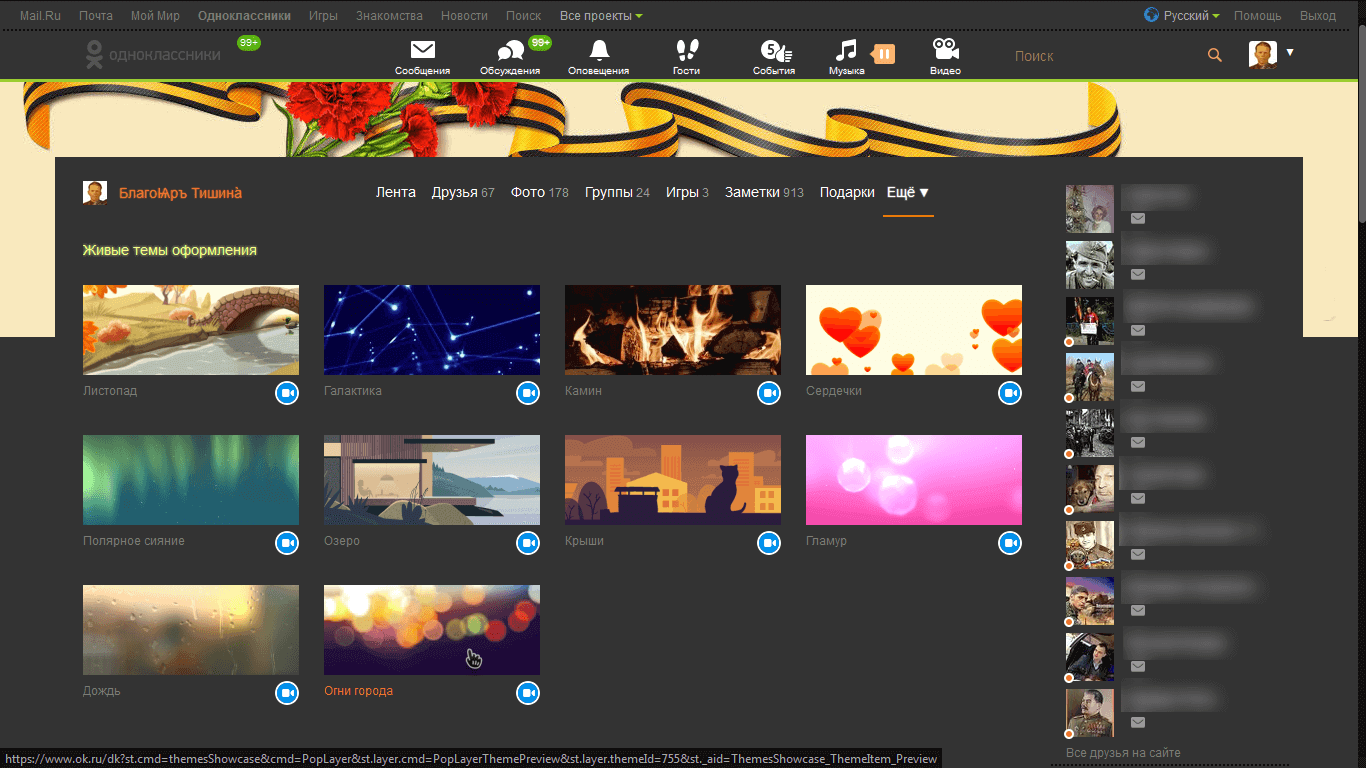 Mail.Ru Почта Мой Мир Одноклассники Игры Знакомства Новости Поиск Все проекты Русский Помощь Выход
одноклассники 99+ Сообщения Обсуждения 99+ Оповещения Гости 5 События Музыка Видео Поиск
Лента Друзья 67 Фото 178 Группы 24 Игры 3 Заметки 913 Подарки Ещё ▼
Тишина̀
Живые темы оформления
Листопад Галактика Камин Сердечки
Полярное сияние Озеро Крыши Гламур
Дождь Огни города
Все друзья на сайте
https://www.ok.ru/dk?st.cmd=themesShowcase&cmd=PopLayer&st.layer.cmd=PopLayerThemePreview&st.layer.themeId=755&st._aid=ThemesShowcase_ThemeItem_Preview